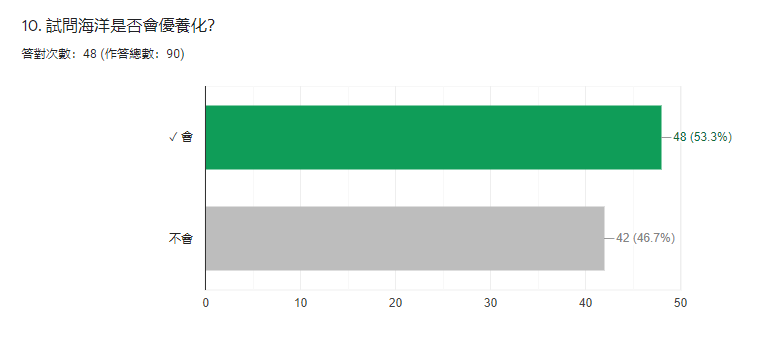 10. 試問海洋是否會優養化?
答對次數：48 (作答總數：90)
✓ 會
48 (53.3%)
不會
42 (46.7%)
0 10 20 30 40 50